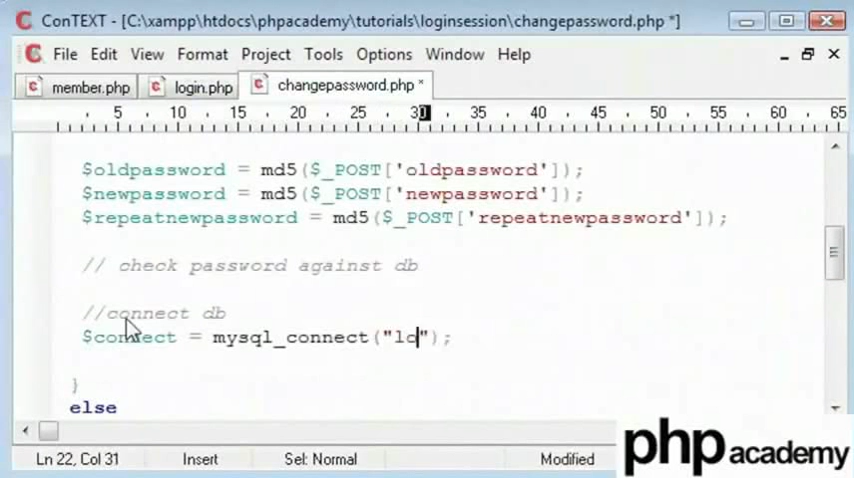 ConTEXT - [C:\xampp\htdocs\phpacademy\tutorials\loginsession\changepassword.php *]
File Edit View Format Project Tools Options Window Help
member.php login.php changepassword.php *
5 10 15 20 25 30 35 40 45 50 55 60 65
$oldpassword = md5($_POST['oldpassword']);
$newpassword = md5($_POST['newpassword']);
$repeatnewpassword = md5($_POST['repeatnewpassword']);
// check password against db
//connect db
$connect = mysql_connect("lc");
}
else
Ln 22, Col 31 Insert Sel: Normal Modified
php academy